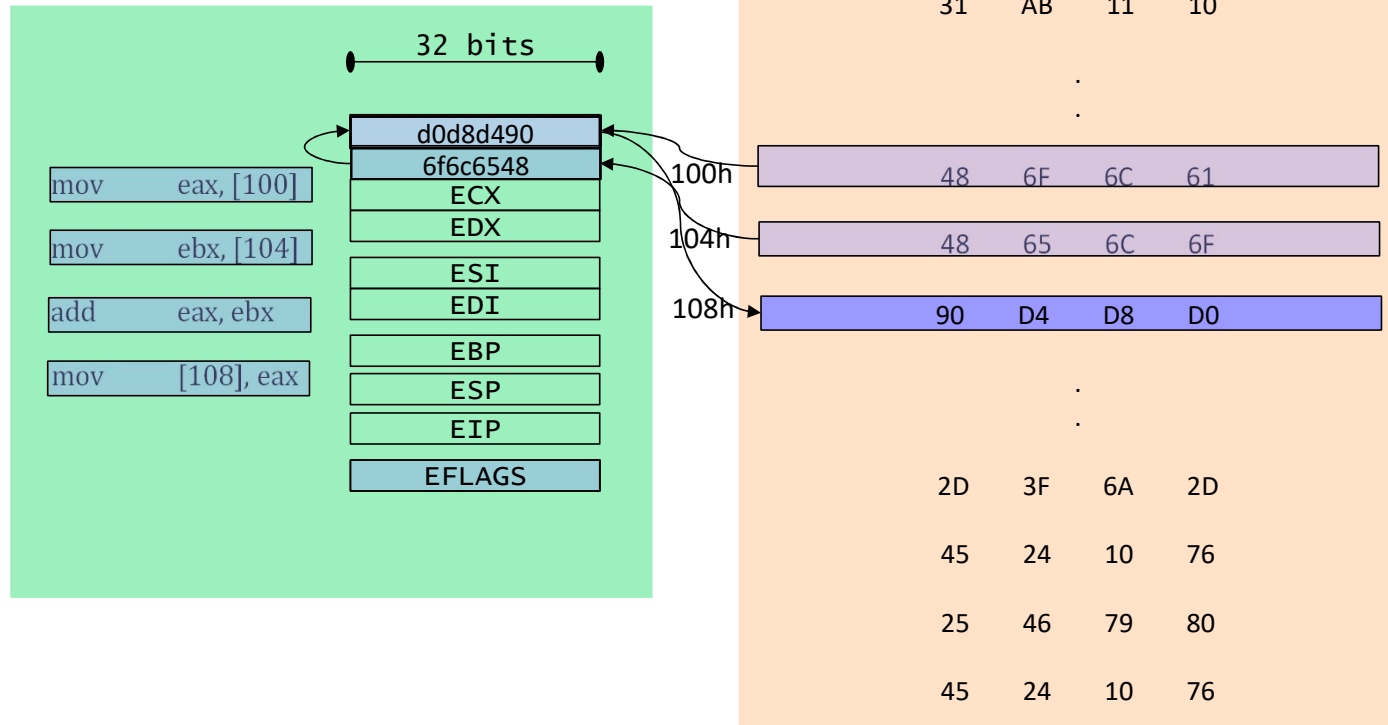 32 bits
d0d8d490
6f6c6548
ECX
EDX
ESI
EDI
EBP
ESP
EIP
EFLAGS
mov eax, [100]
mov ebx, [104]
add eax, ebx
mov [108], eax
31 AB 11 10
.
.
100h 48 6F 6C 61
104h 48 65 6C 6F
108h 90 D4 D8 D0
.
.
2D 3F 6A 2D
45 24 10 76
25 46 79 80
45 24 10 76